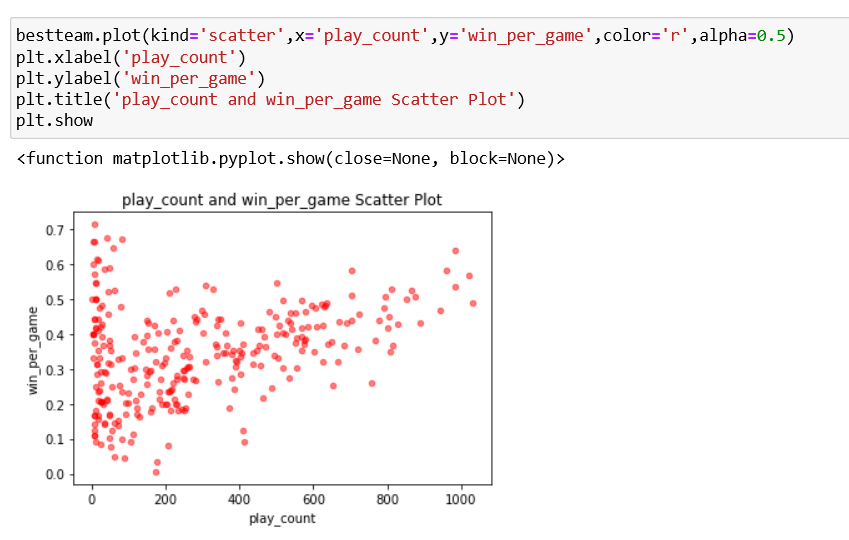 bestteam.plot(kind='scatter',x='play_count',y='win_per_game',color='r',alpha=0.5)
plt.xlabel('play_count')
plt.ylabel('win_per_game')
plt.title('play_count and win_per_game Scatter Plot')
plt.show
<function matplotlib.pyplot.show(close=None, block=None)>
play_count and win_per_game Scatter Plot
win_per_game
0.7
0.6
0.5
0.4
0.3
0.2
0.1
0.0
0 200 400 600 800 1000
play_count